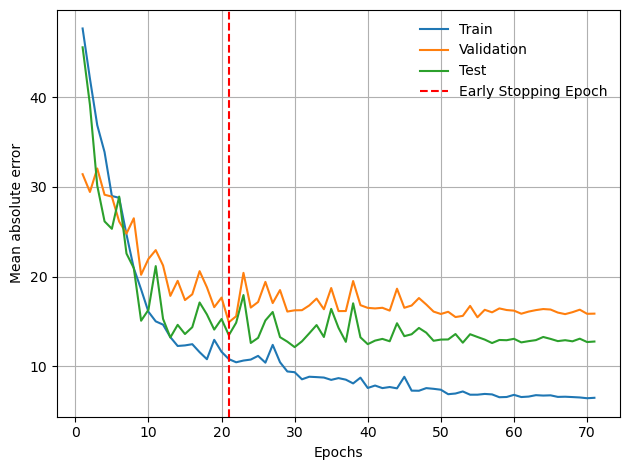 Train
Validation
Test
Early Stopping Epoch
Mean absolute error
40
30
20
10
0 10 20 30 40 50 60 70
Epochs